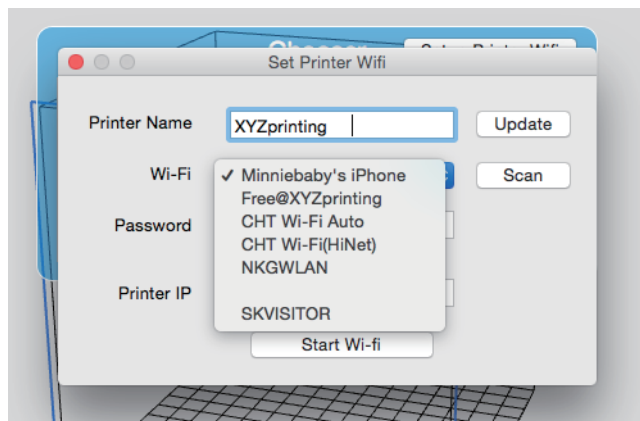 Set Printer Wifi
Printer Name XYZprinting Update
Wi-Fi ✓ Minniebaby's iPhone Scan
Free@XYZprinting
Password CHT Wi-Fi Auto
CHT Wi-Fi(HiNet)
NKGWLAN
Printer IP
SKVISITOR
Start Wi-fi